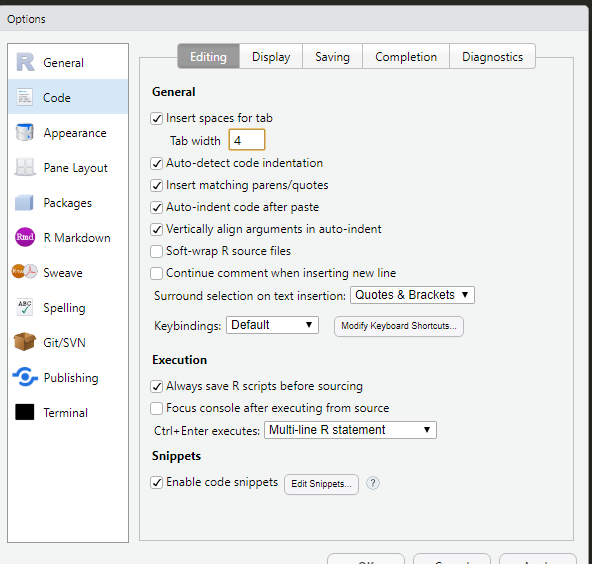 Options
General
Code
Appearance
Pane Layout
Packages
R Markdown
Sweave
Spelling
Git/SVN
Publishing
Terminal
Editing Display Saving Completion Diagnostics
General
Insert spaces for tab
Tab width 4
Auto-detect code indentation
Insert matching parens/quotes
Auto-indent code after paste
Vertically align arguments in auto-indent
Soft-wrap R source files
Continue comment when inserting new line
Surround selection on text insertion: Quotes & Brackets
Keybindings: Default Modify Keyboard Shortcuts...
Execution
Always save R scripts before sourcing
Focus console after executing from source
Ctrl+Enter executes: Multi-line R statement
Snippets
Enable code snippets Edit Snippets... ?